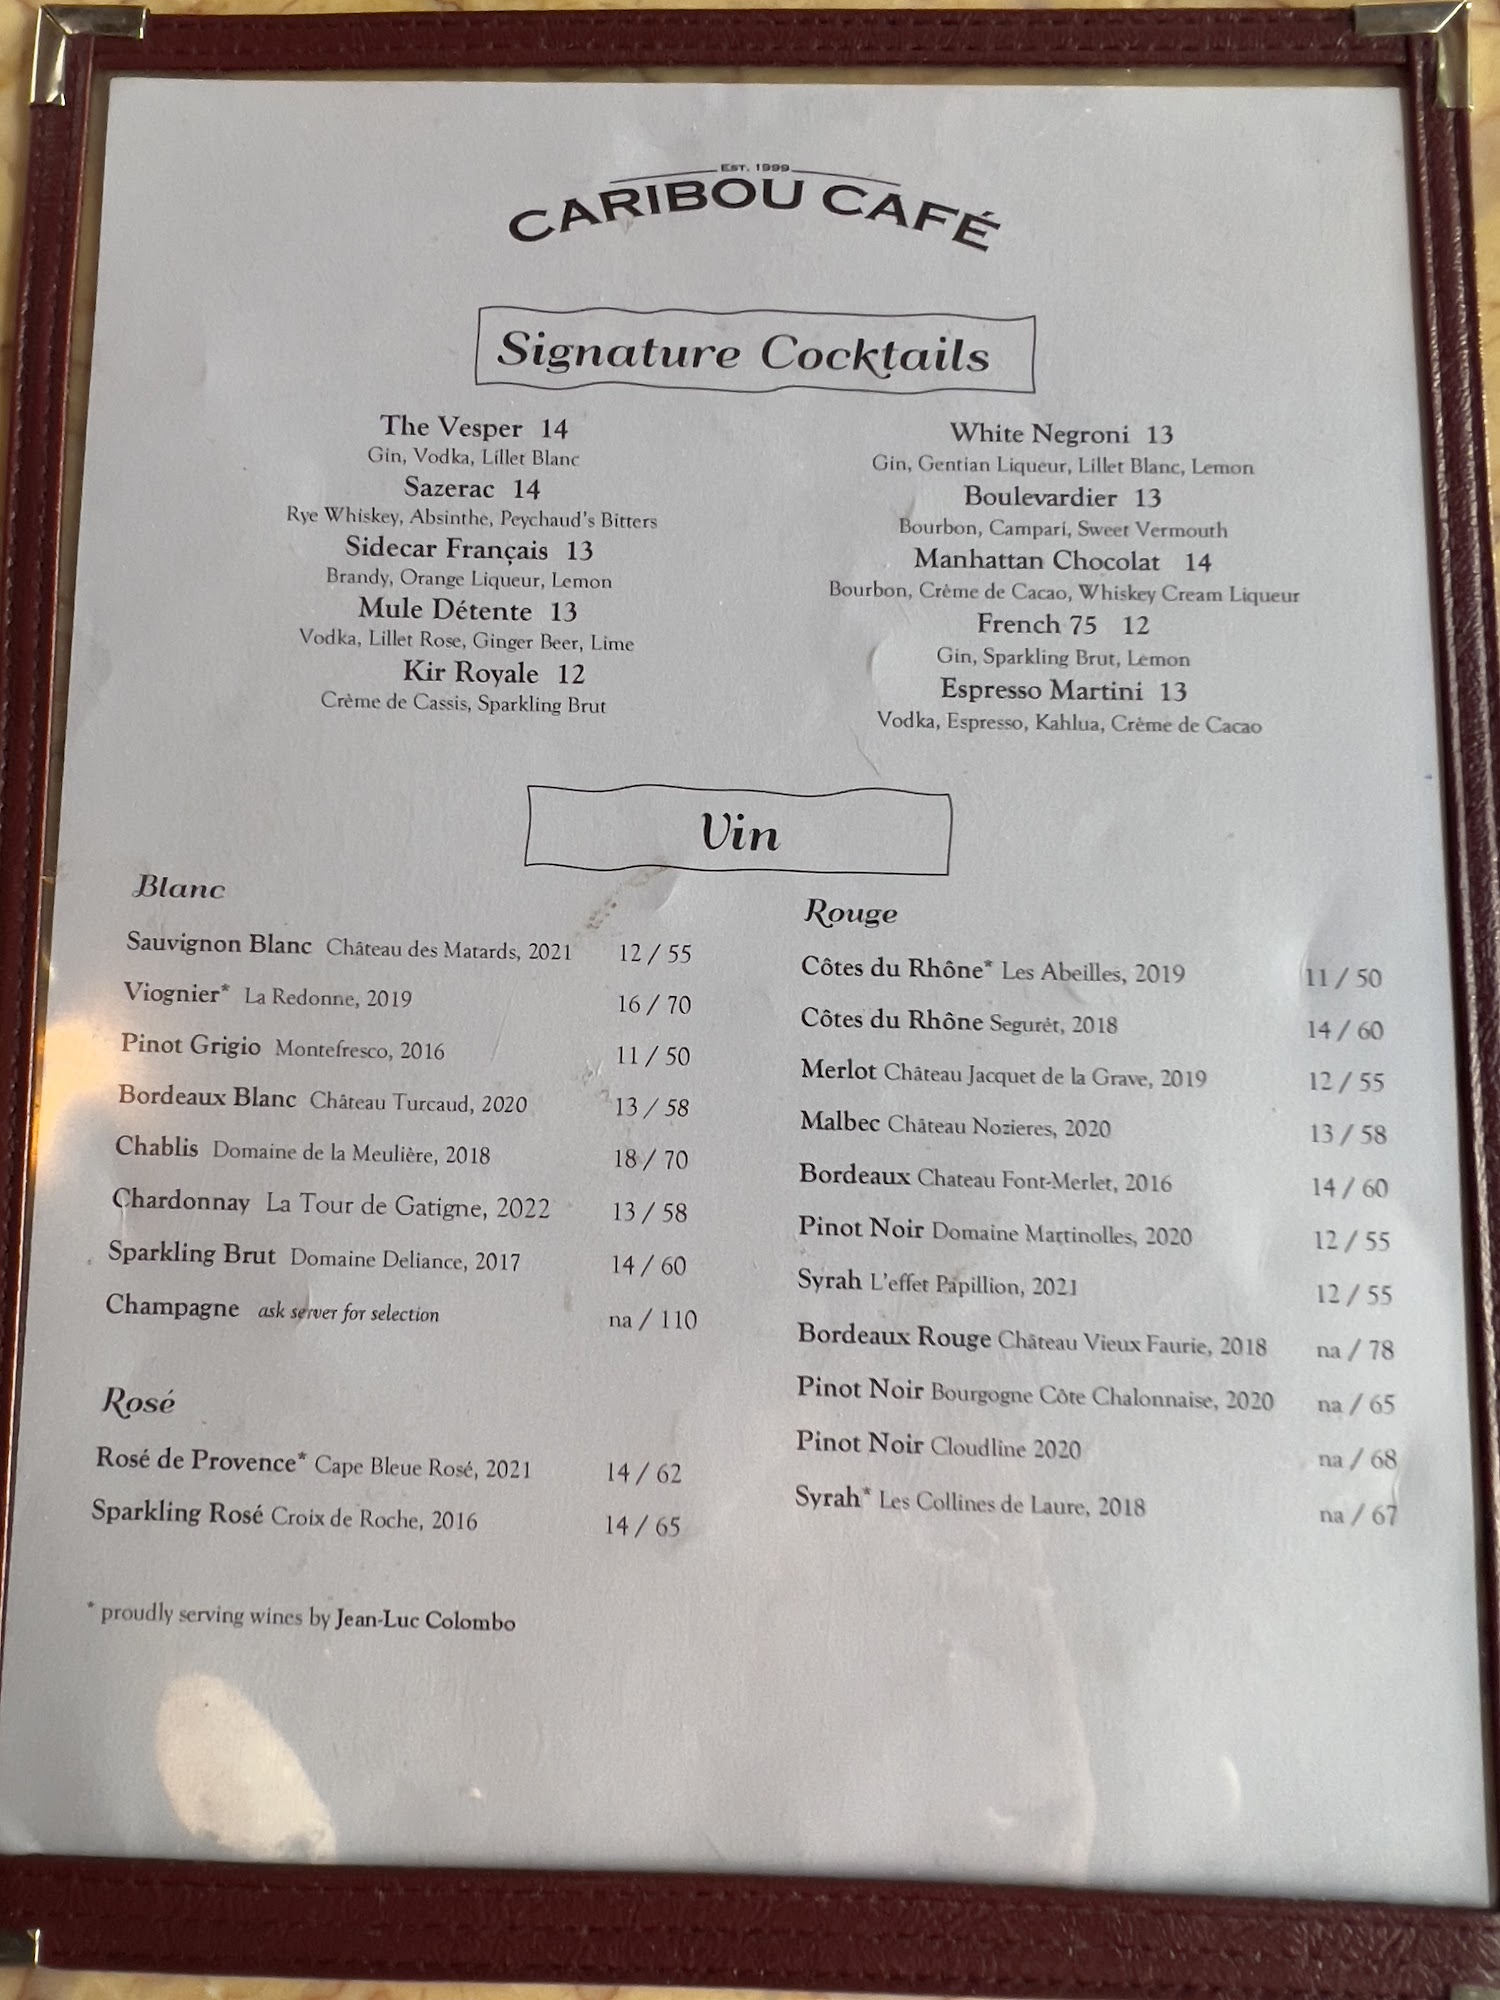 EST. 1999
CARIBOU CAFÉ
Signature Cocktails
The Vesper 14
Gin, Vodka, Lillet Blanc
Sazerac 14
Rye Whiskey, Absinthe, Peychaud's Bitters
Sidecar Français 13
Brandy, Orange Liqueur, Lemon
Mule Détente 13
Vodka, Lillet Rose, Ginger Beer, Lime
Kir Royale 12
Crème de Cassis, Sparkling Brut
White Negroni 13
Gin, Gentian Liqueur, Lillet Blanc, Lemon
Boulevardier 13
Bourbon, Campari, Sweet Vermouth
Manhattan Chocolat 14
Bourbon, Crème de Cacao, Whiskey Cream Liqueur
French 75 12
Gin, Sparkling Brut, Lemon
Espresso Martini 13
Vodka, Espresso, Kahlua, Crème de Cacao
Vin
Blanc
Sauvignon Blanc Château des Matards, 2021 12 / 55
Viognier* La Redonne, 2019 16 / 70
Pinot Grigio Montefresco, 2016 11 / 50
Bordeaux Blanc Château Turcaud, 2020 13 / 58
Chablis Domaine de la Meulière, 2018 18 / 70
Chardonnay La Tour de Gatigne, 2022 13 / 58
Sparkling Brut Domaine Deliance, 2017 14 / 60
Champagne ask server for selection na / 110
Rosé
Rosé de Provence* Cape Bleue Rosé, 2021 14 / 62
Sparkling Rosé Croix de Roche, 2016 14 / 65
* proudly serving wines by Jean-Luc Colombo
Rouge
Côtes du Rhône* Les Abeilles, 2019 11 / 50
Côtes du Rhône Segurét, 2018 14 / 60
Merlot Château Jacquet de la Grave, 2019 12 / 55
Malbec Château Nozieres, 2020 13 / 58
Bordeaux Chateau Font-Merlet, 2016 14 / 60
Pinot Noir Domaine Martinolles, 2020 12 / 55
Syrah L'effet Papillion, 2021 12 / 55
Bordeaux Rouge Château Vieux Faurie, 2018 na / 78
Pinot Noir Bourgogne Côte Chalonnaise, 2020 na / 65
Pinot Noir Cloudline 2020 na / 68
Syrah* Les Collines de Laure, 2018 na / 67